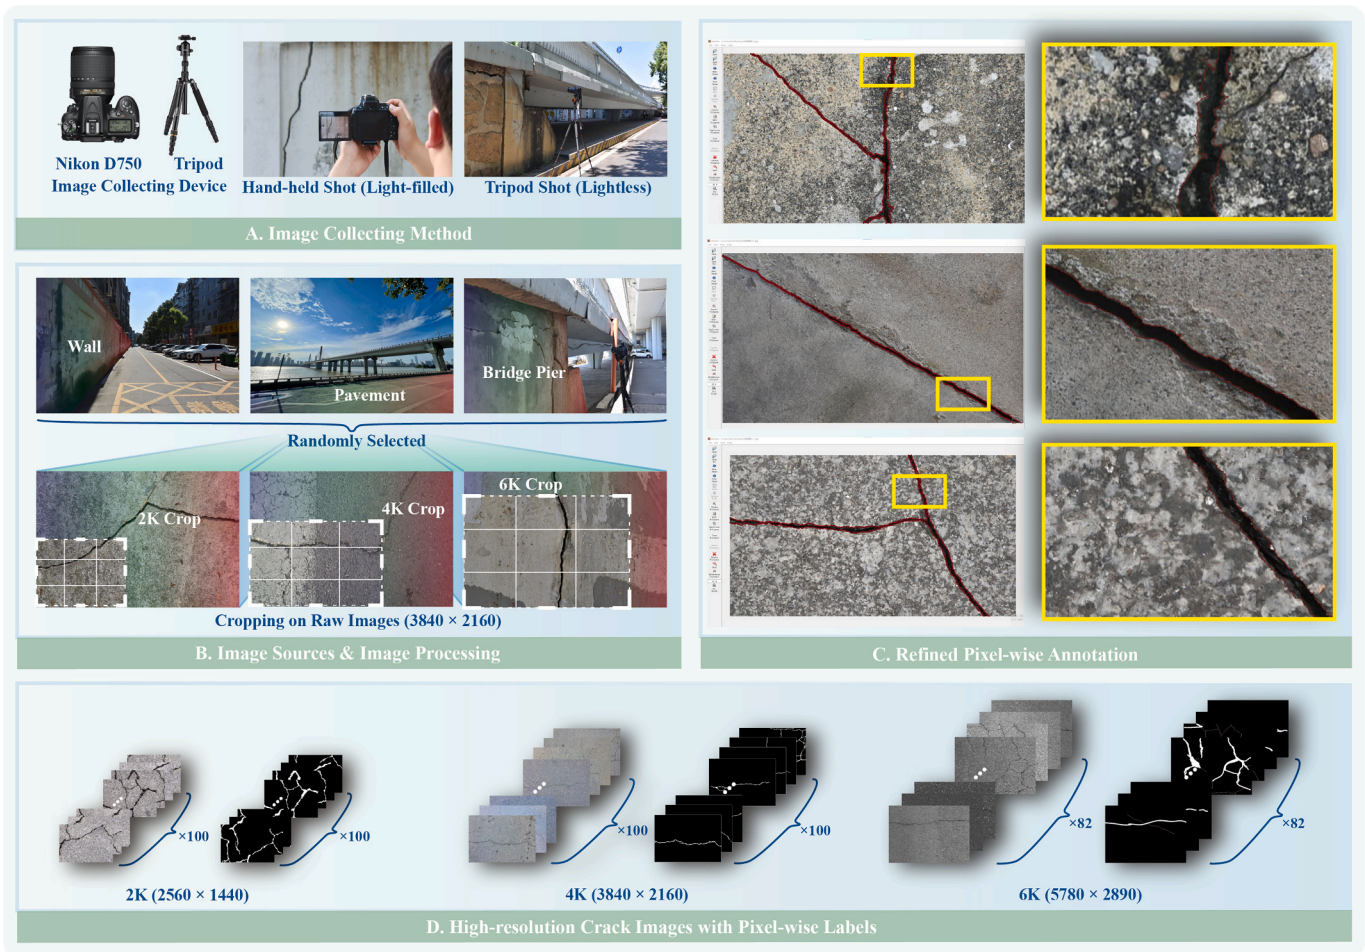 Nikon D750
Tripod
Image Collecting Device
Hand-held Shot (Light-filled)
Tripod Shot (Lightless)
A. Image Collecting Method
Wall
Pavement
Bridge Pier
Randomly Selected
2K Crop
4K Crop
6K Crop
Cropping on Raw Images (3840 × 2160)
B. Image Sources & Image Processing
C. Refined Pixel-wise Annotation
×100
×100
2K (2560 × 1440)
×100
×100
4K (3840 × 2160)
×82
×82
6K (5780 × 2890)
D. High-resolution Crack Images with Pixel-wise Labels